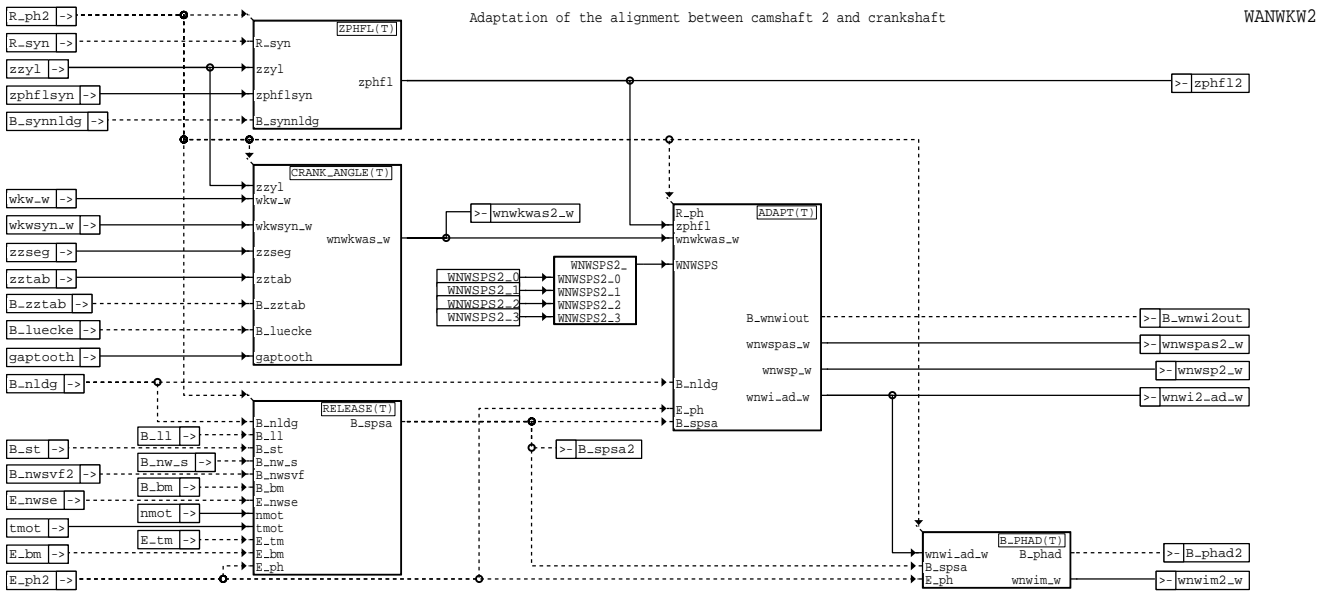 Adaptation of the alignment between camshaft 2 and crankshaft
WANWKW2
R_ph2 ->
R_syn ->
zzyl ->
zphflsyn ->
B_synnldg ->
ZPHFL(T)
R_syn
zzyl
zphfl
zphflsyn
B_synnldg
>- zphfl2
wkw_w ->
wkwsyn_w ->
zzseg ->
zztab ->
B_zztab ->
B_luecke ->
gaptooth ->
B_nldg ->
CRANK_ANGLE(T)
zzyl
wkw_w
wkwsyn_w
wnwkwas_w
zzseg
zztab
B_zztab
B_luecke
gaptooth
>- wnwkwas2_w
WNWSPS2_0
WNWSPS2_1
WNWSPS2_2
WNWSPS2_3
WNWSPS2_
WNWSPS2_0
WNWSPS2_1
WNWSPS2_2
WNWSPS2_3
ADAPT(T)
R_ph
zphfl
wnwkwas_w
WNWSPS
B_wnwiout
wnwspas_w
wnwsp_w
B_nldg
wnwi_ad_w
E_ph
B_spsa
>- B_wnwi2out
>- wnwspas2_w
>- wnwsp2_w
>- wnwi2_ad_w
B_ll ->
B_st ->
B_nw_s ->
B_nwsvf2 ->
B_bm ->
E_nwse ->
nmot ->
tmot ->
E_tm ->
E_bm ->
E_ph2 ->
RELEASE(T)
B_nldg
B_spsa
B_ll
B_st
B_nw_s
B_nwsvf
B_bm
E_nwse
nmot
tmot
E_tm
E_bm
E_ph
>- B_spsa2
B_PHAD(T)
wnwi_ad_w
B_phad
B_spsa
E_ph
wnwim_w
>- B_phad2
>- wnwim2_w